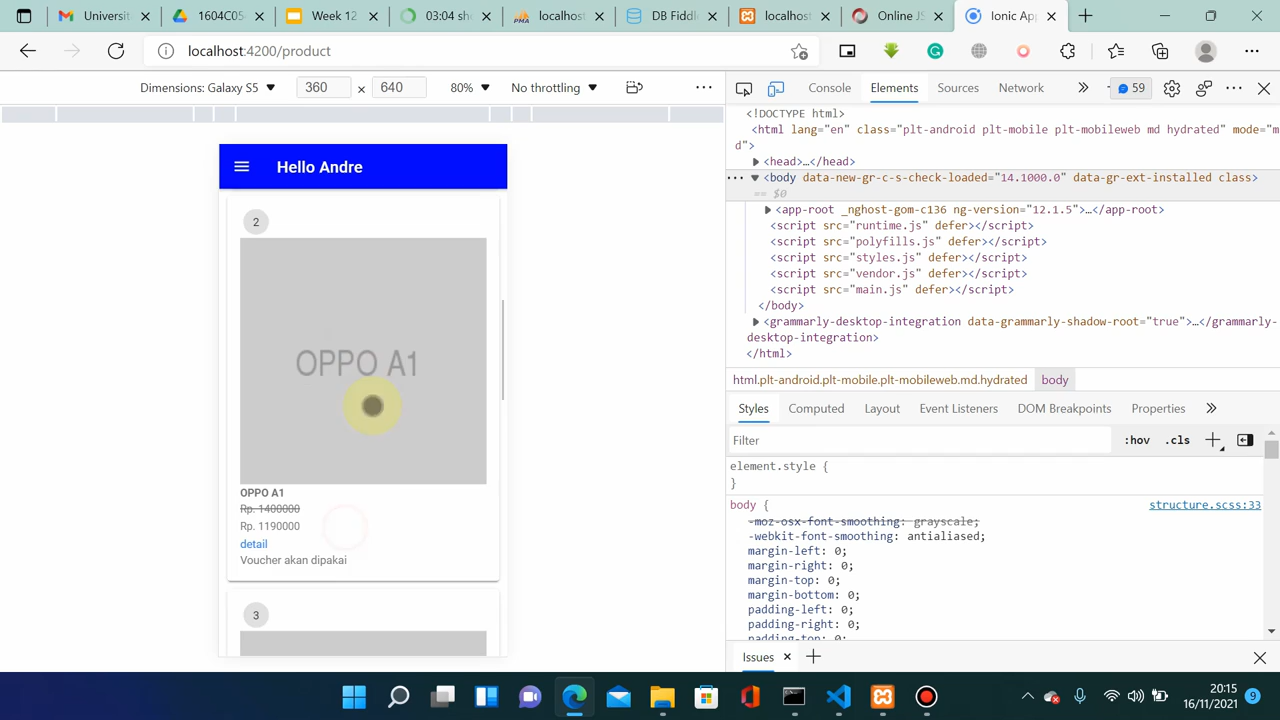 Universit
1604C05
Week 12
03:04 sh
localhos
DB Fiddl
localhos
Online JS
Ionic Ap
localhost:4200/product
Dimensions: Galaxy S5 360 × 640 80% No throttling
Console Elements Sources Network 59
Hello Andre
2
OPPO A1
OPPO A1
Rp. 1400000
Rp. 1190000
detail
Voucher akan dipakai
3
<!DOCTYPE html>
<html lang="en" class="plt-android plt-mobile plt-mobileweb md hydrated" mode="m
d">
<head>…</head>
<body data-new-gr-c-s-check-loaded="14.1000.0" data-gr-ext-installed class>
== $0
<app-root _nghost-gom-c136 ng-version="12.1.5">…</app-root>
<script src="runtime.js" defer></script>
<script src="polyfills.js" defer></script>
<script src="styles.js" defer></script>
<script src="vendor.js" defer></script>
<script src="main.js" defer></script>
</body>
<grammarly-desktop-integration data-grammarly-shadow-root="true">…</grammarly-
desktop-integration>
</html>
html.plt-android.plt-mobile.plt-mobileweb.md.hydrated body
Styles Computed Layout Event Listeners DOM Breakpoints Properties
Filter :hov .cls
element.style {
}
body { structure.scss:33
-moz-osx-font-smoothing: grayscale;
-webkit-font-smoothing: antialiased;
margin-left: 0;
margin-right: 0;
margin-top: 0;
margin-bottom: 0;
padding-left: 0;
padding-right: 0;
padding-top: 0;
Issues
20:15
16/11/2021
9